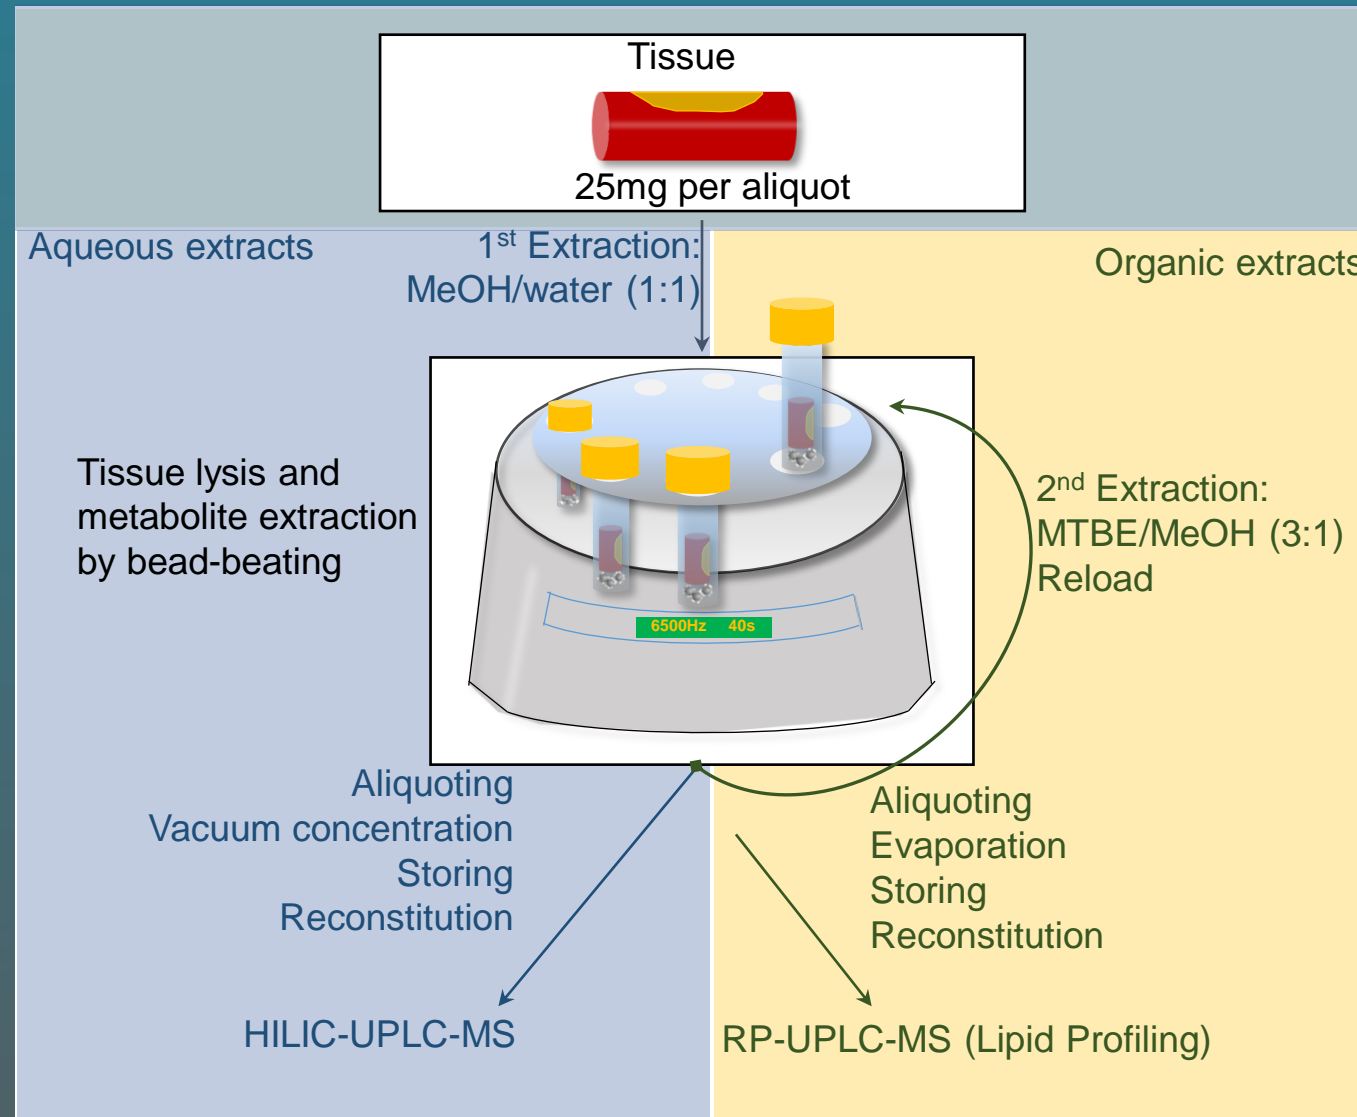 Tissue
25mg per aliquot
Aqueous extracts
1st Extraction:
MeOH/water (1:1)
Organic extracts
Tissue lysis and
metabolite extraction
by bead-beating
2nd Extraction:
MTBE/MeOH (3:1)
Reload
6500Hz 40s
Aliquoting
Vacuum concentration
Storing
Reconstitution
Aliquoting
Evaporation
Storing
Reconstitution
HILIC-UPLC-MS
RP-UPLC-MS (Lipid Profiling)